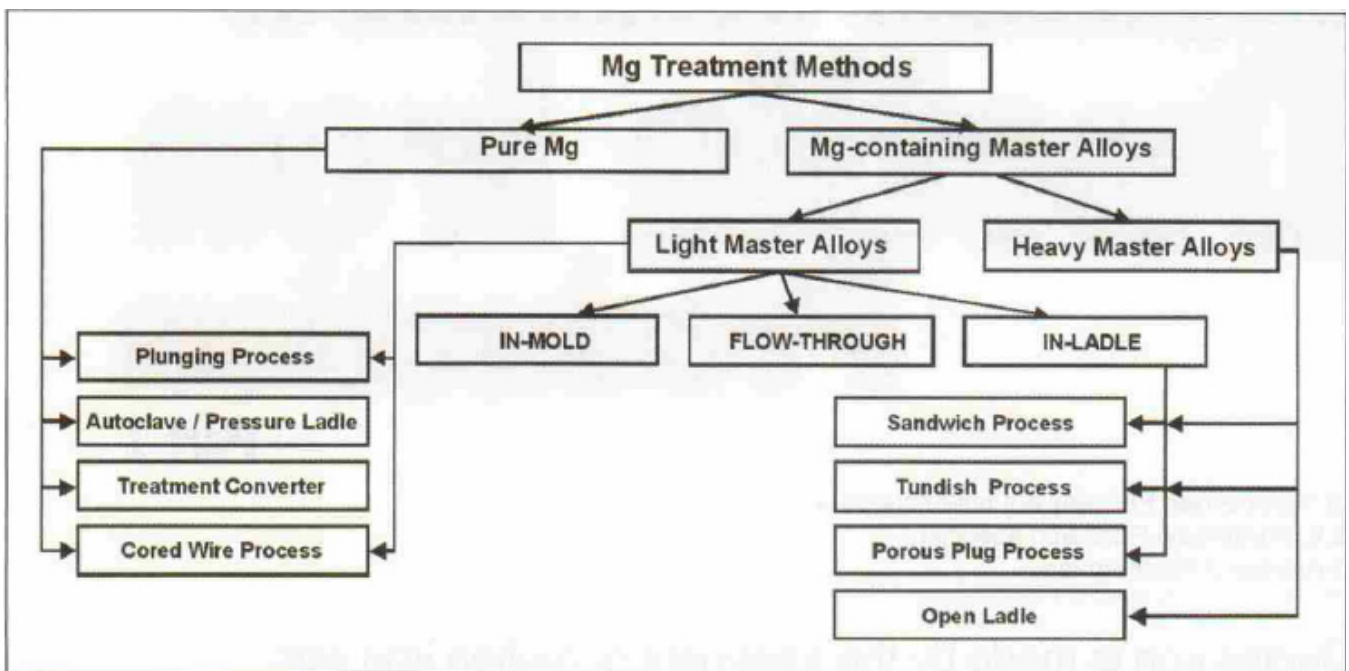 Mg Treatment Methods
Pure Mg
Mg-containing Master Alloys
Light Master Alloys
Heavy Master Alloys
IN-MOLD
FLOW-THROUGH
IN-LADLE
Plunging Process
Autoclave / Pressure Ladle
Treatment Converter
Cored Wire Process
Sandwich Process
Tundish Process
Porous Plug Process
Open Ladle